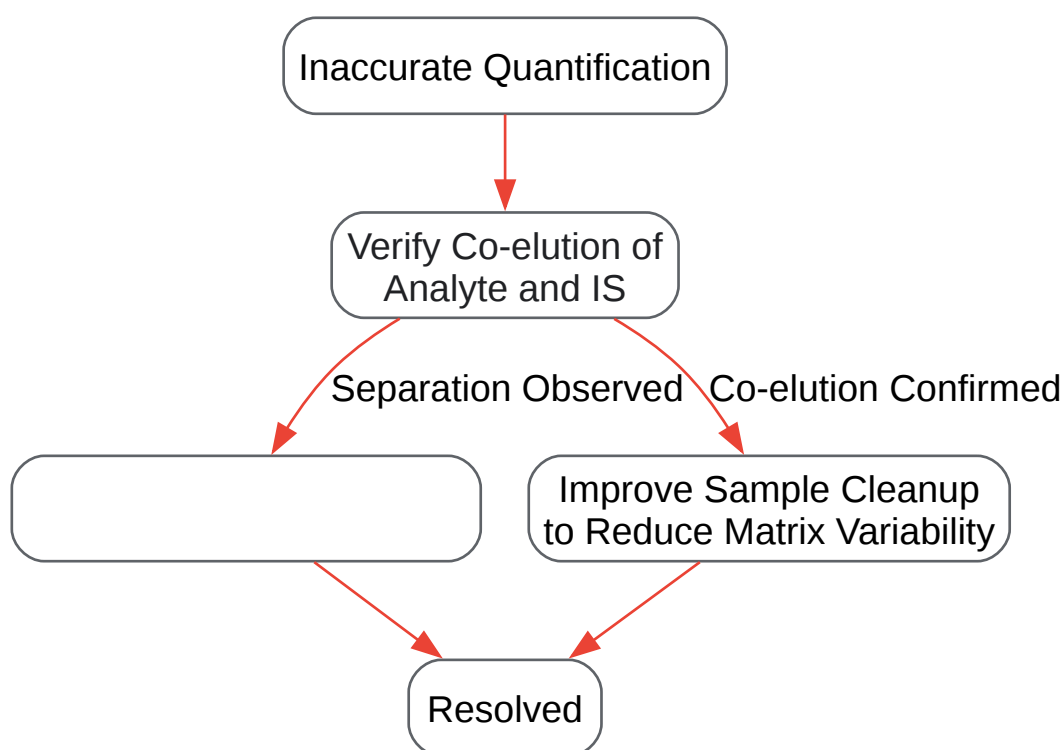 Inaccurate Quantification
Verify Co-elution of
Analyte and IS
Separation Observed
Co-elution Confirmed
Improve Sample Cleanup
to Reduce Matrix Variability
Resolved